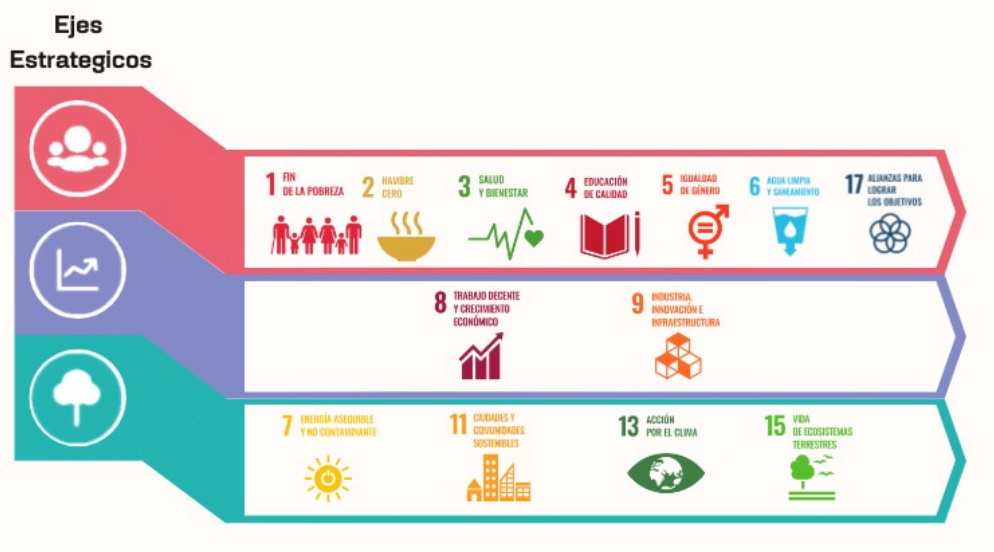 Ejes
Estrategicos
1 FIN
DE LA POBREZA
2 HAMBRE
CERO
3 SALUD
Y BIENESTAR
4 EDUCACIÓN
DE CALIDAD
5 IGUALDAD
DE GÉNERO
6 AGUA LIMPIA
Y SANEAMIENTO
17 ALIANZAS PARA
LOGRAR
LOS OBJETIVOS
8 TRABAJO DECENTE
Y CRECIMIENTO
ECONÓMICO
9 INDUSTRIA,
INNOVACIÓN E
INFRAESTRUCTURA
7 ENERGÍA ASEQUIBLE
Y NO CONTAMINANTE
11 CIUDADES Y
COMUNIDADES
SOSTENIBLES
13 ACCIÓN
POR EL CLIMA
15 VIDA
DE ECOSISTEMAS
TERRESTRES